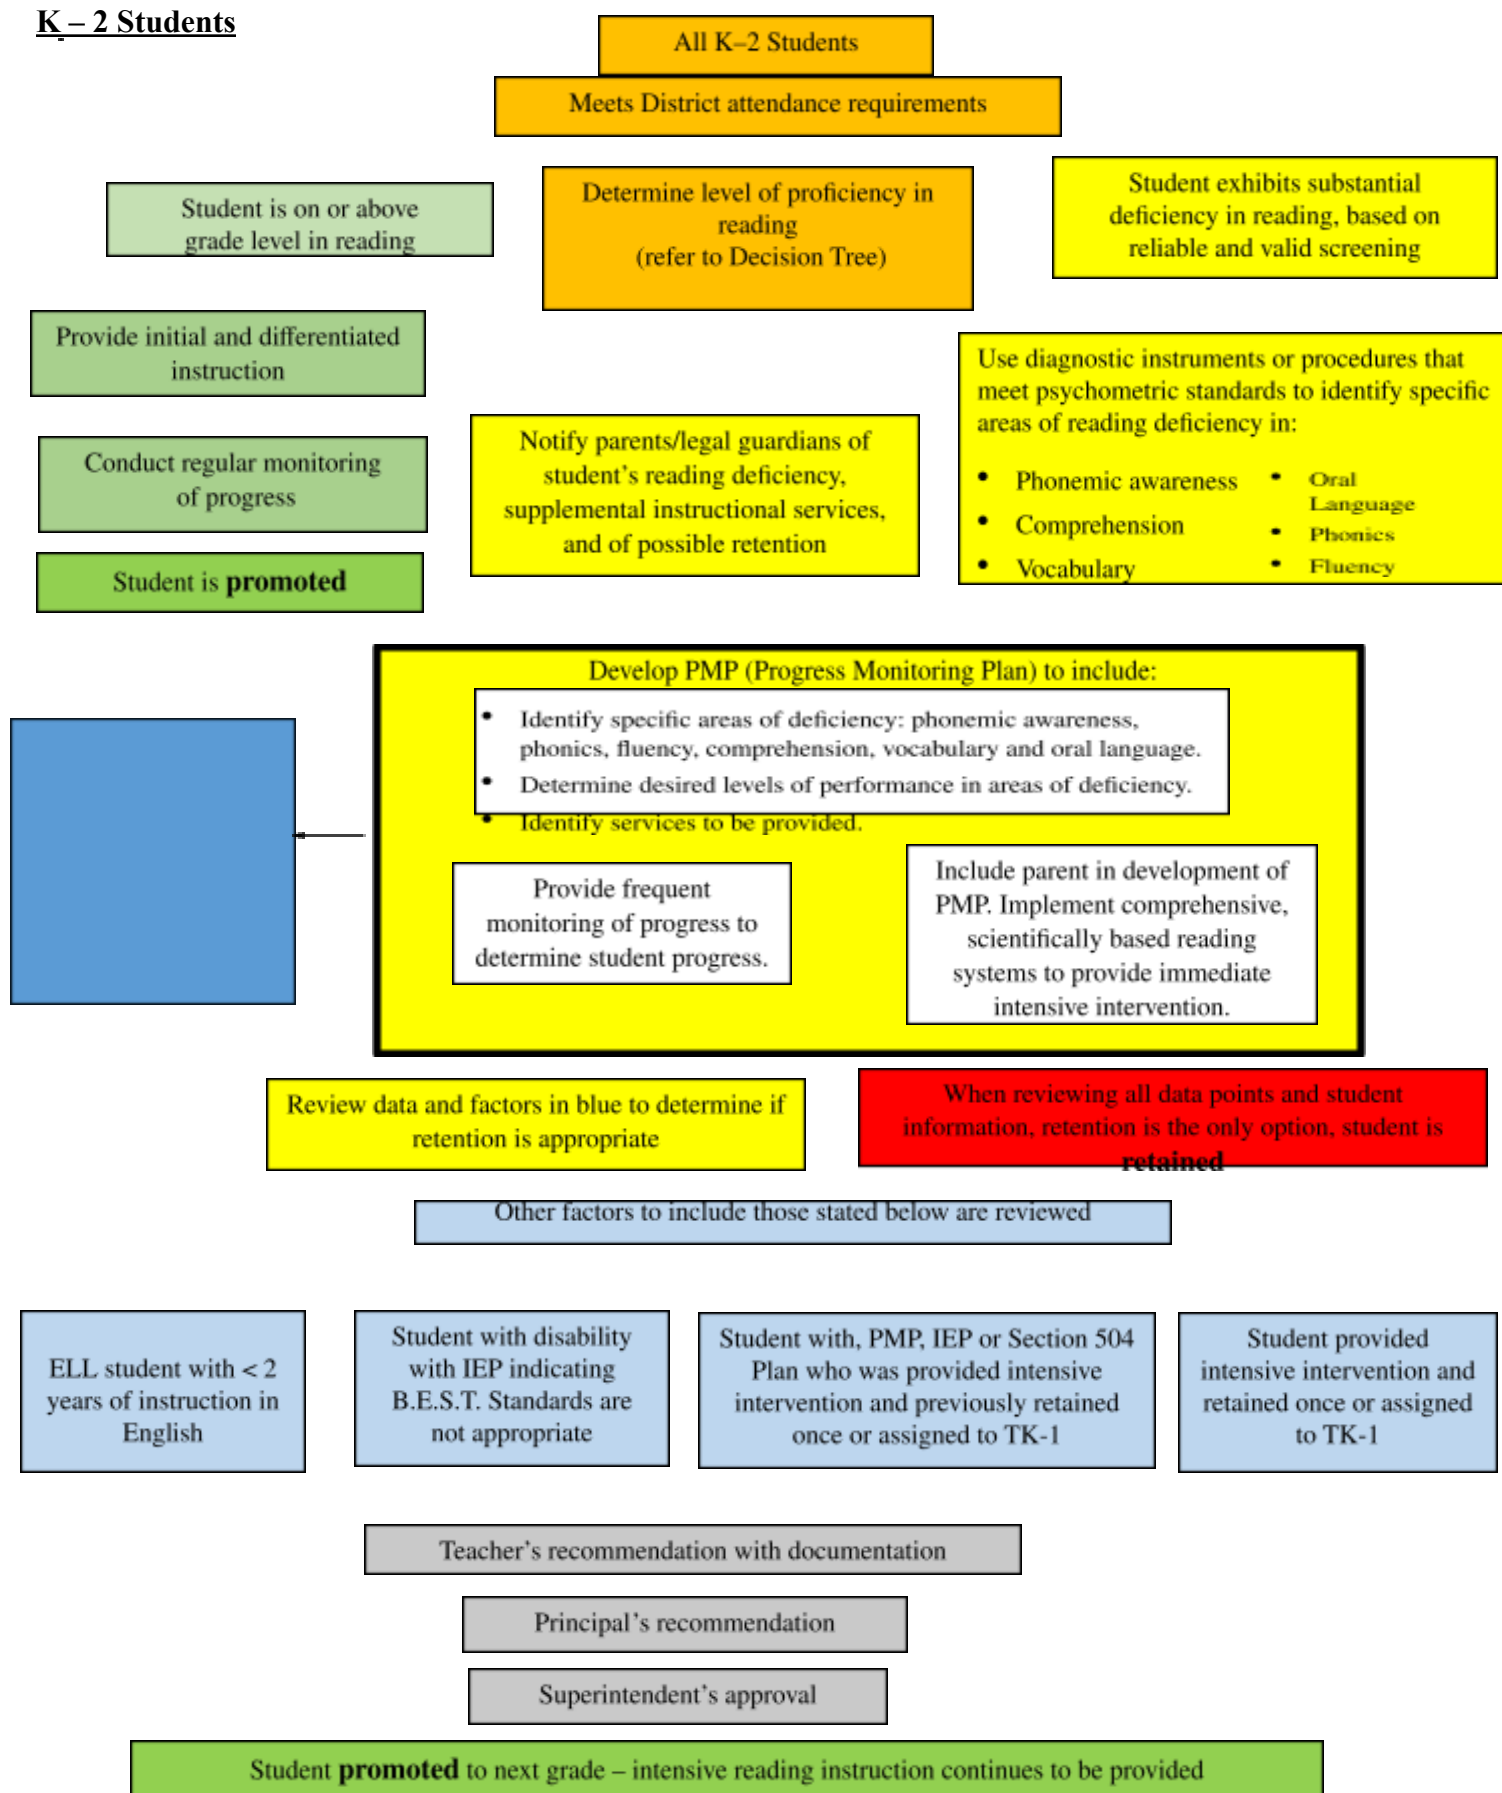 K – 2 Students
All K–2 Students
Meets District attendance requirements
Student is on or above
grade level in reading
Determine level of proficiency in
reading
(refer to Decision Tree)
Student exhibits substantial
deficiency in reading, based on
reliable and valid screening
Provide initial and differentiated
instruction
Conduct regular monitoring
of progress
Student is promoted
Notify parents/legal guardians of
student's reading deficiency,
supplemental instructional services,
and of possible retention
Use diagnostic instruments or procedures that
meet psychometric standards to identify specific
areas of reading deficiency in:
• Phonemic awareness
• Comprehension
• Vocabulary
• Oral
Language
• Phonics
• Fluency
Develop PMP (Progress Monitoring Plan) to include:
• Identify specific areas of deficiency: phonemic awareness,
phonics, fluency, comprehension, vocabulary and oral language.
• Determine desired levels of performance in areas of deficiency.
• Identify services to be provided.
Provide frequent
monitoring of progress to
determine student progress.
Include parent in development of
PMP. Implement comprehensive,
scientifically based reading
systems to provide immediate
intensive intervention.
Review data and factors in blue to determine if
retention is appropriate
When reviewing all data points and student
information, retention is the only option, student is
retained
Other factors to include those stated below are reviewed
ELL student with < 2
years of instruction in
English
Student with disability
with IEP indicating
B.E.S.T. Standards are
not appropriate
Student with, PMP, IEP or Section 504
Plan who was provided intensive
intervention and previously retained
once or assigned to TK-1
Student provided
intensive intervention and
retained once or assigned
to TK-1
Teacher's recommendation with documentation
Principal's recommendation
Superintendent's approval
Student promoted to next grade – intensive reading instruction continues to be provided